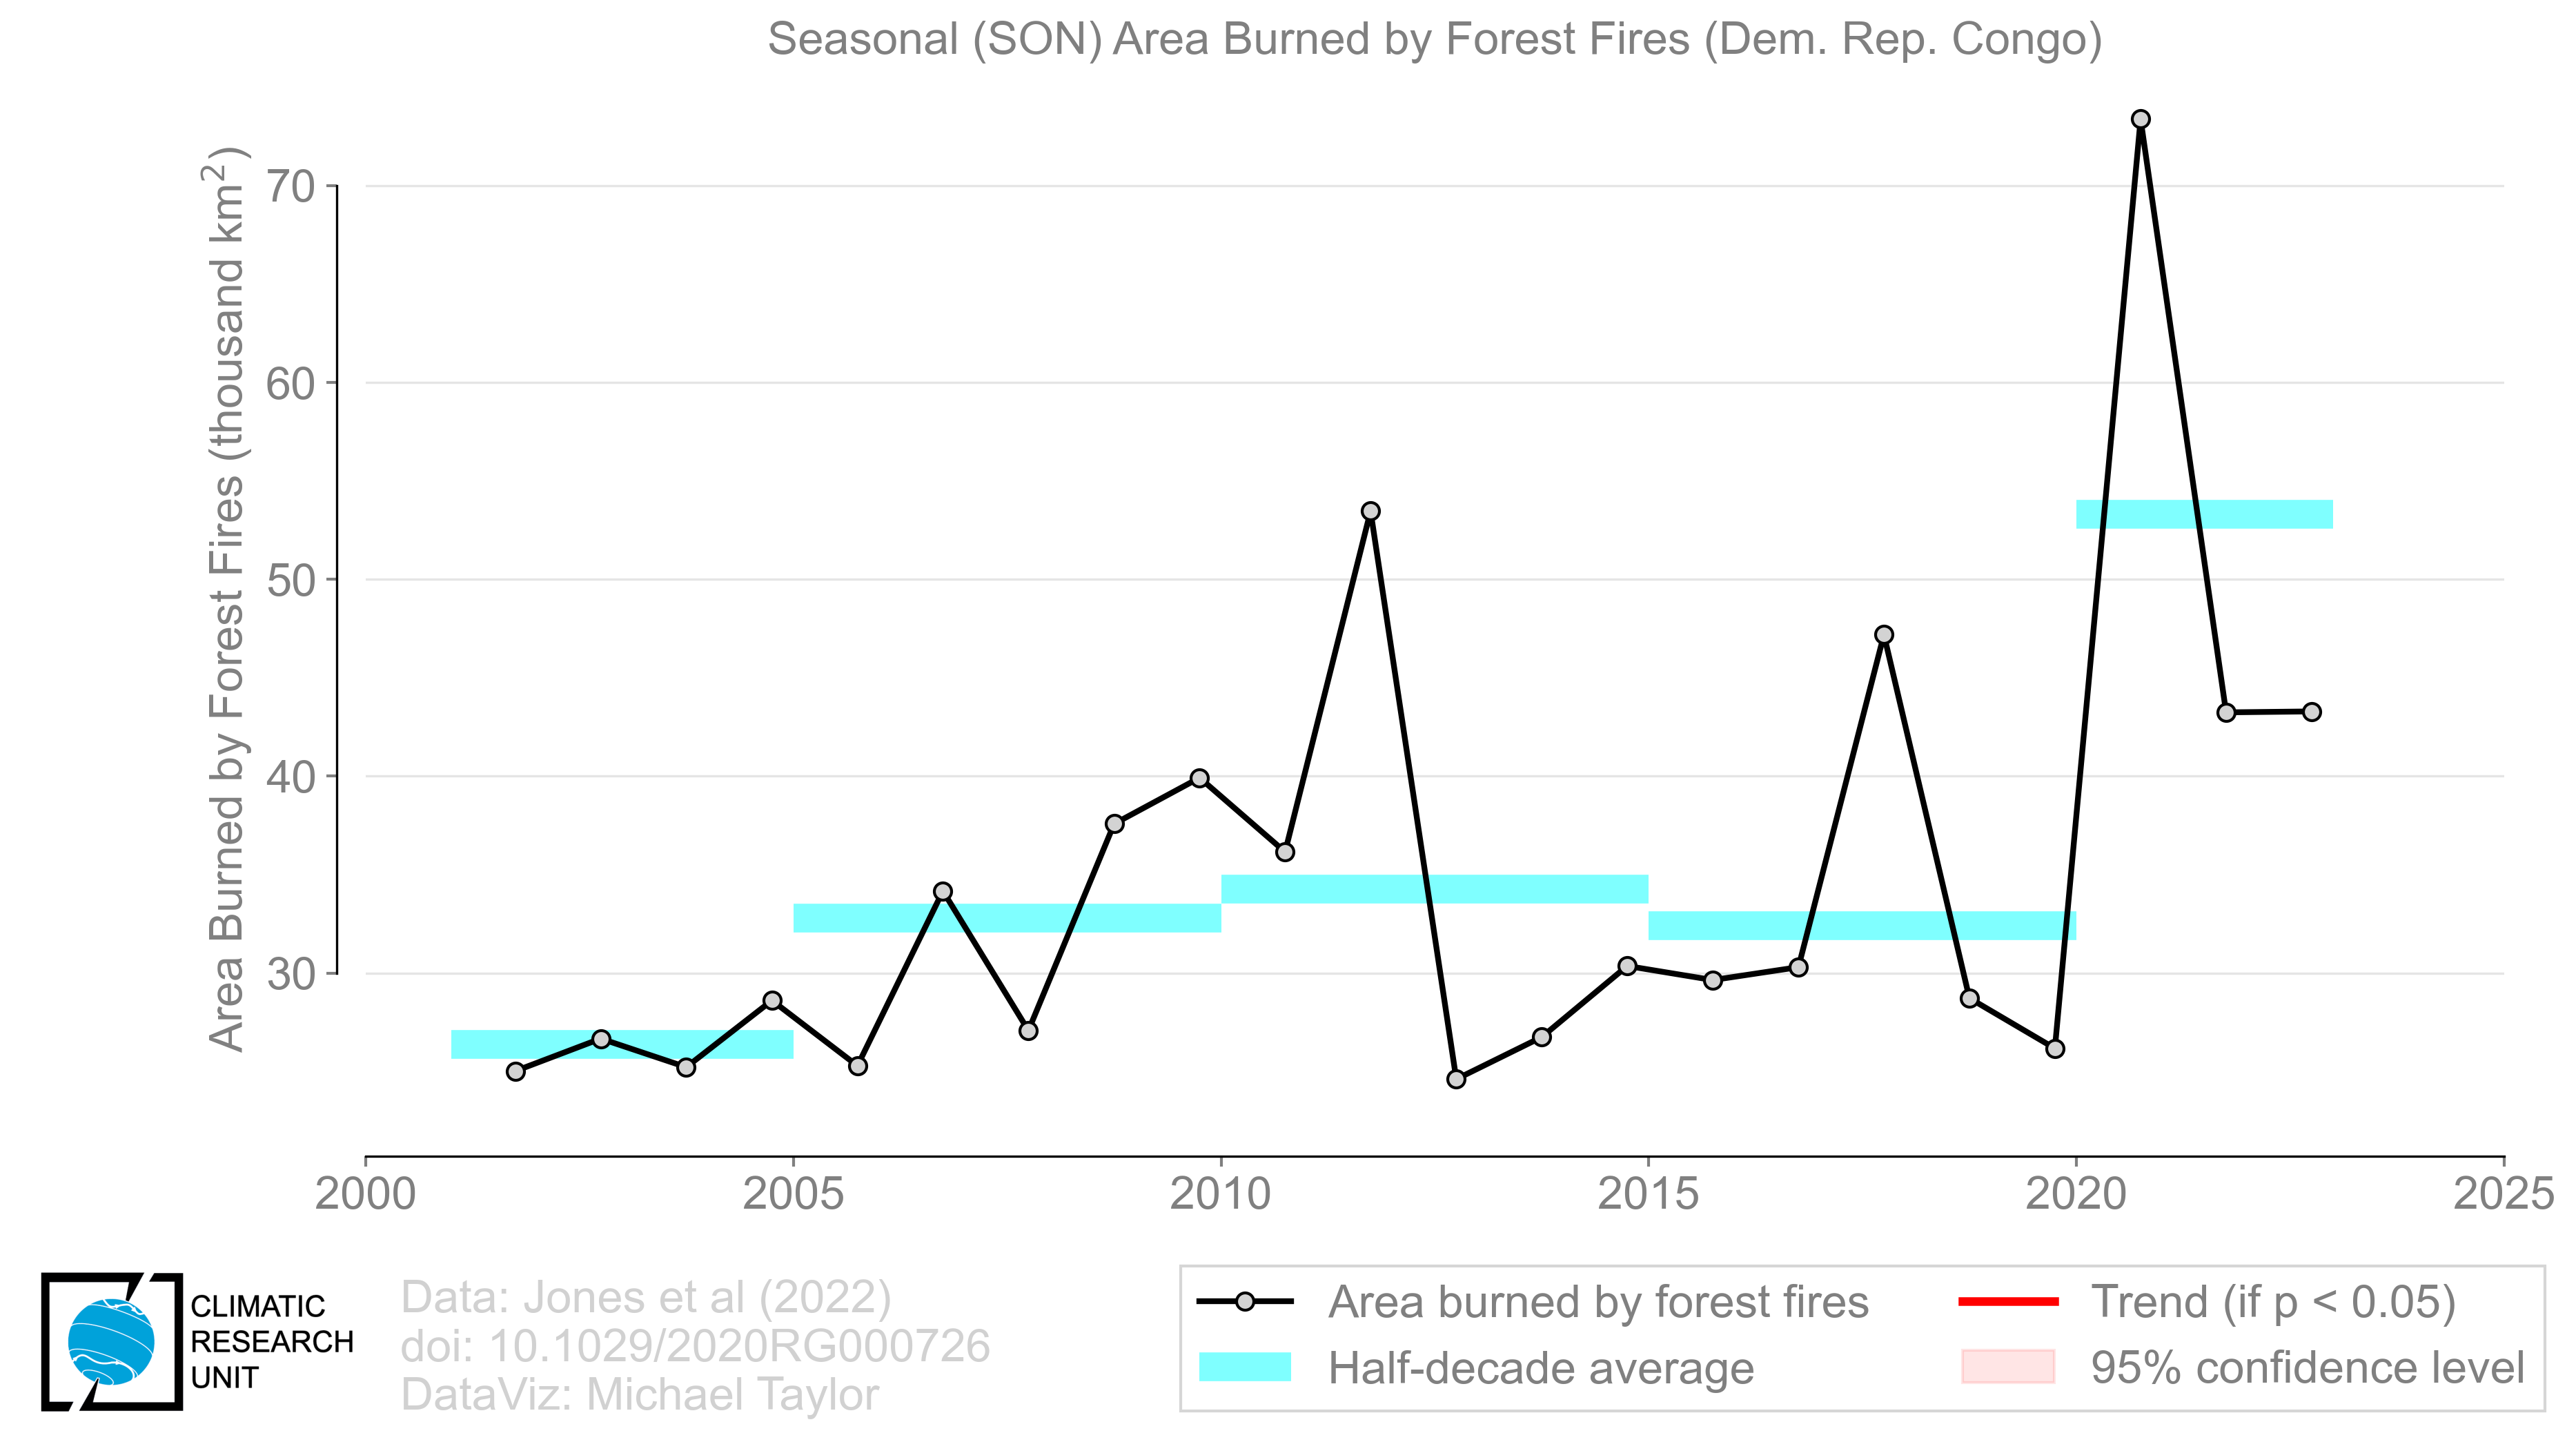 Seasonal (SON) Area Burned by Forest Fires (Dem. Rep. Congo)
Area Burned by Forest Fires (thousand km²)
70
60
50
40
30
2000 2005 2010 2015 2020 2025
CLIMATIC
RESEARCH
UNIT
Data: Jones et al (2022)
doi: 10.1029/2020RG000726
DataViz: Michael Taylor
Area burned by forest fires
Half-decade average
Trend (if p < 0.05)
95% confidence level